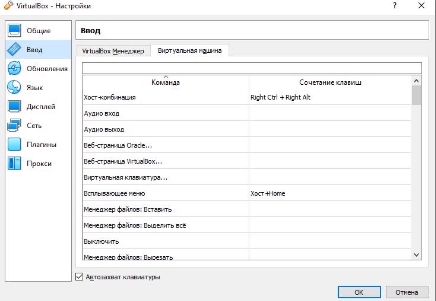 VirtualBox - Настройки
Общие
Ввод
Обновления
Язык
Дисплей
Сеть
Плагины
Прокси
Ввод
VirtualBox Менеджер
Виртуальная машина
Команда Сочетание клавиш
Хост-комбинация Right Ctrl + Right Alt
Аудио вход
Аудио выход
Веб-страница Oracle...
Веб-страница VirtualBox...
Виртуальная клавиатура...
Всплывающее меню Хост+Home
Менеджер файлов: Вставить
Менеджер файлов: Выделить всё
Выключить
Менеджер файлов: Вырезать
Автозахват клавиатуры
OK Отмена